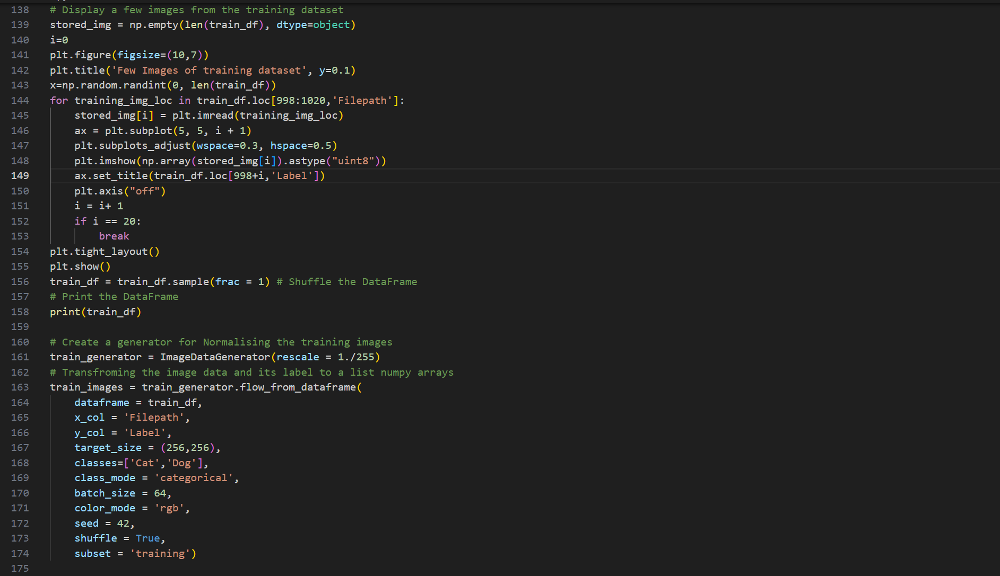 138 # Display a few images from the training dataset
139 stored_img = np.empty(len(train_df), dtype=object)
140 i=0
141 plt.figure(figsize=(10,7))
142 plt.title('Few Images of training dataset', y=0.1)
143 x=np.random.randint(0, len(train_df))
144 for training_img_loc in train_df.loc[998:1020,'Filepath']:
145     stored_img[i] = plt.imread(training_img_loc)
146     ax = plt.subplot(5, 5, i + 1)
147     plt.subplots_adjust(wspace=0.3, hspace=0.5)
148     plt.imshow(np.array(stored_img[i]).astype("uint8"))
149     ax.set_title(train_df.loc[998+i,'Label'])
150     plt.axis("off")
151     i = i+ 1
152     if i == 20:
153         break
154 plt.tight_layout()
155 plt.show()
156 train_df = train_df.sample(frac = 1) # Shuffle the DataFrame
157 # Print the DataFrame
158 print(train_df)
159
160 # Create a generator for Normalising the training images
161 train_generator = ImageDataGenerator(rescale = 1./255)
162 # Transfroming the image data and its label to a list numpy arrays
163 train_images = train_generator.flow_from_dataframe(
164     dataframe = train_df,
165     x_col = 'Filepath',
166     y_col = 'Label',
167     target_size = (256,256),
168     classes=['Cat','Dog'],
169     class_mode = 'categorical',
170     batch_size = 64,
171     color_mode = 'rgb',
172     seed = 42,
173     shuffle = True,
174     subset = 'training')
175